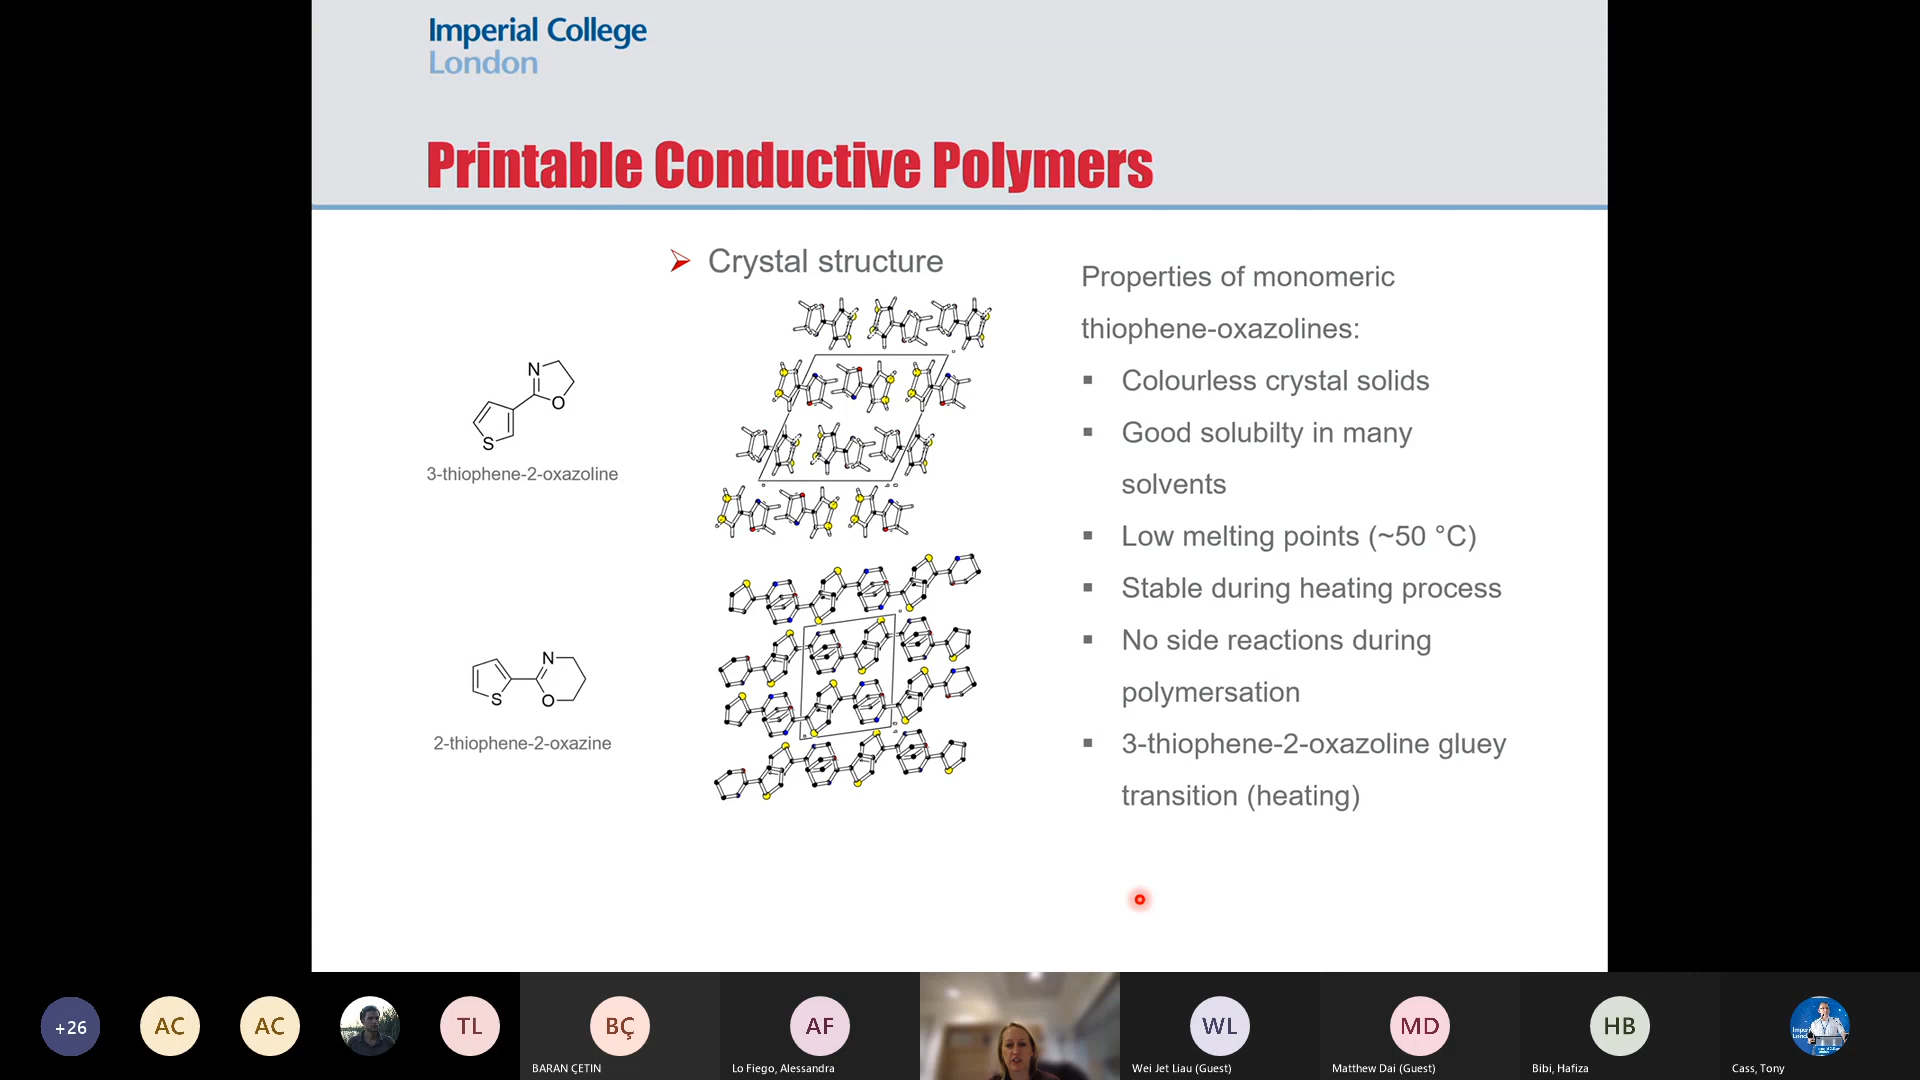 Imperial College
London
Printable Conductive Polymers
Crystal structure
N
O
S
3-thiophene-2-oxazoline
N
O
S
2-thiophene-2-oxazine
Properties of monomeric
thiophene-oxazolines:
Colourless crystal solids
Good solubilty in many
solvents
Low melting points (~50 °C)
Stable during heating process
No side reactions during
polymersation
3-thiophene-2-oxazoline gluey
transition (heating)
+26
AC
AC
TL
BÇ
BARAN ÇETIN
AF
Lo Fiego, Alessandra
WL
Wei Jet Liau (Guest)
MD
Matthew Dai (Guest)
HB
Bibi, Hafiza
Cass, Tony